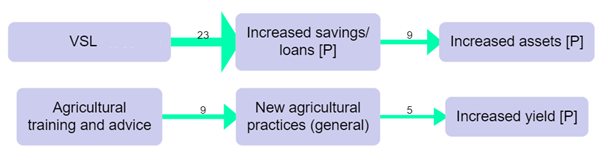 VSL
23
Increased savings/
loans [P]
9
Increased assets [P]
Agricultural
training and advice
9
New agricultural
practices (general)
5
Increased yield [P]